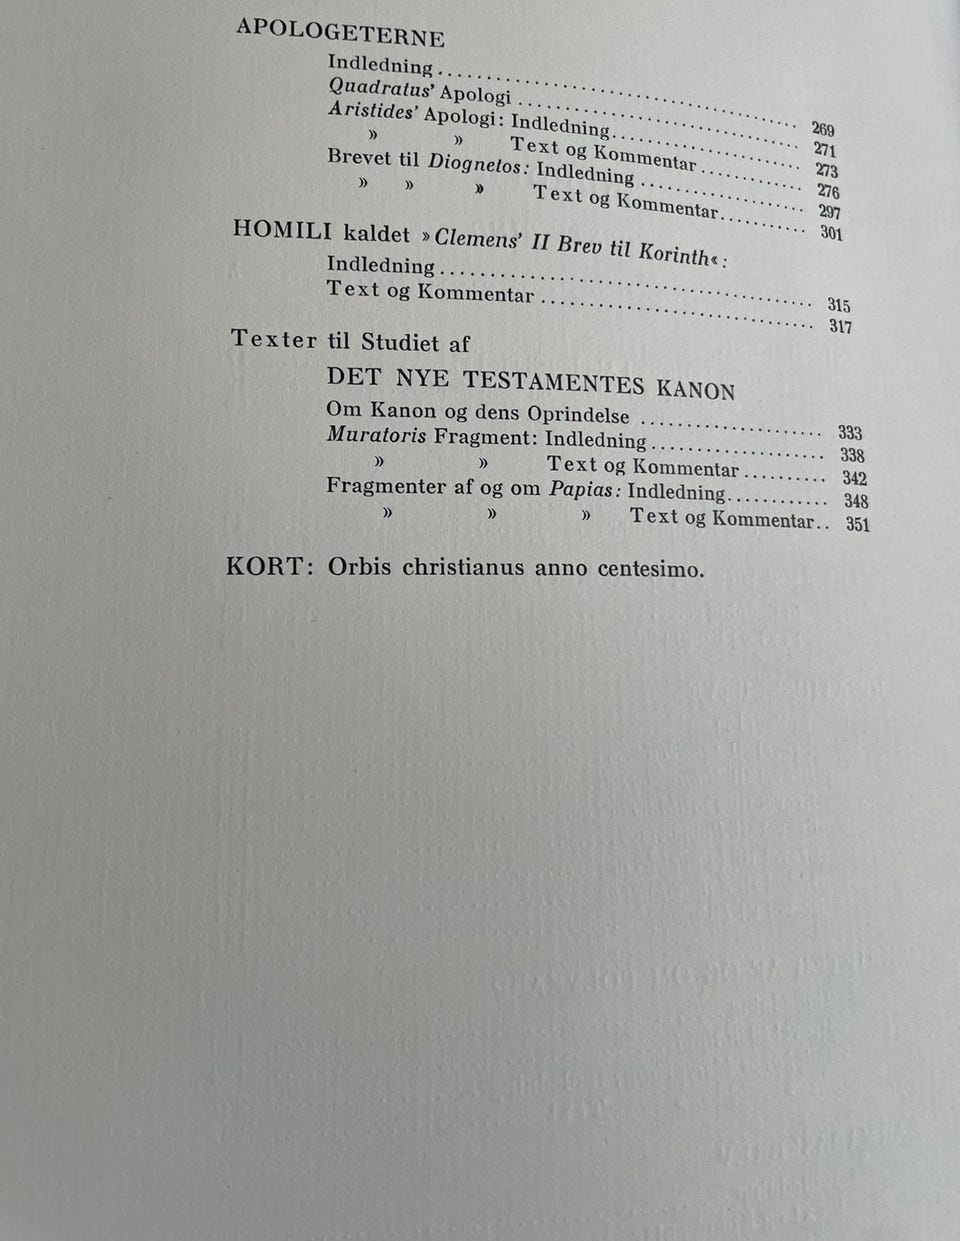 APOLOGETERNE
Indledning ........................................ 269
Quadratus' Apologi ................................ 271
Aristides' Apologi: Indledning..................... 273
» » Text og Kommentar ............. 276
Brevet til Diognetos: Indledning .................. 297
» » » Text og Kommentar........... 301
HOMILI kaldet »Clemens' II Brev til Korinth«:
Indledning ........................................ 315
Text og Kommentar ................................. 317
Texter til Studiet af
DET NYE TESTAMENTES KANON
Om Kanon og dens Oprindelse .................... 333
Muratoris Fragment: Indledning .................. 338
» » Text og Kommentar .......... 342
Fragmenter af og om Papias: Indledning............ 348
» » » Text og Kommentar.. 351
KORT: Orbis christianus anno centesimo.